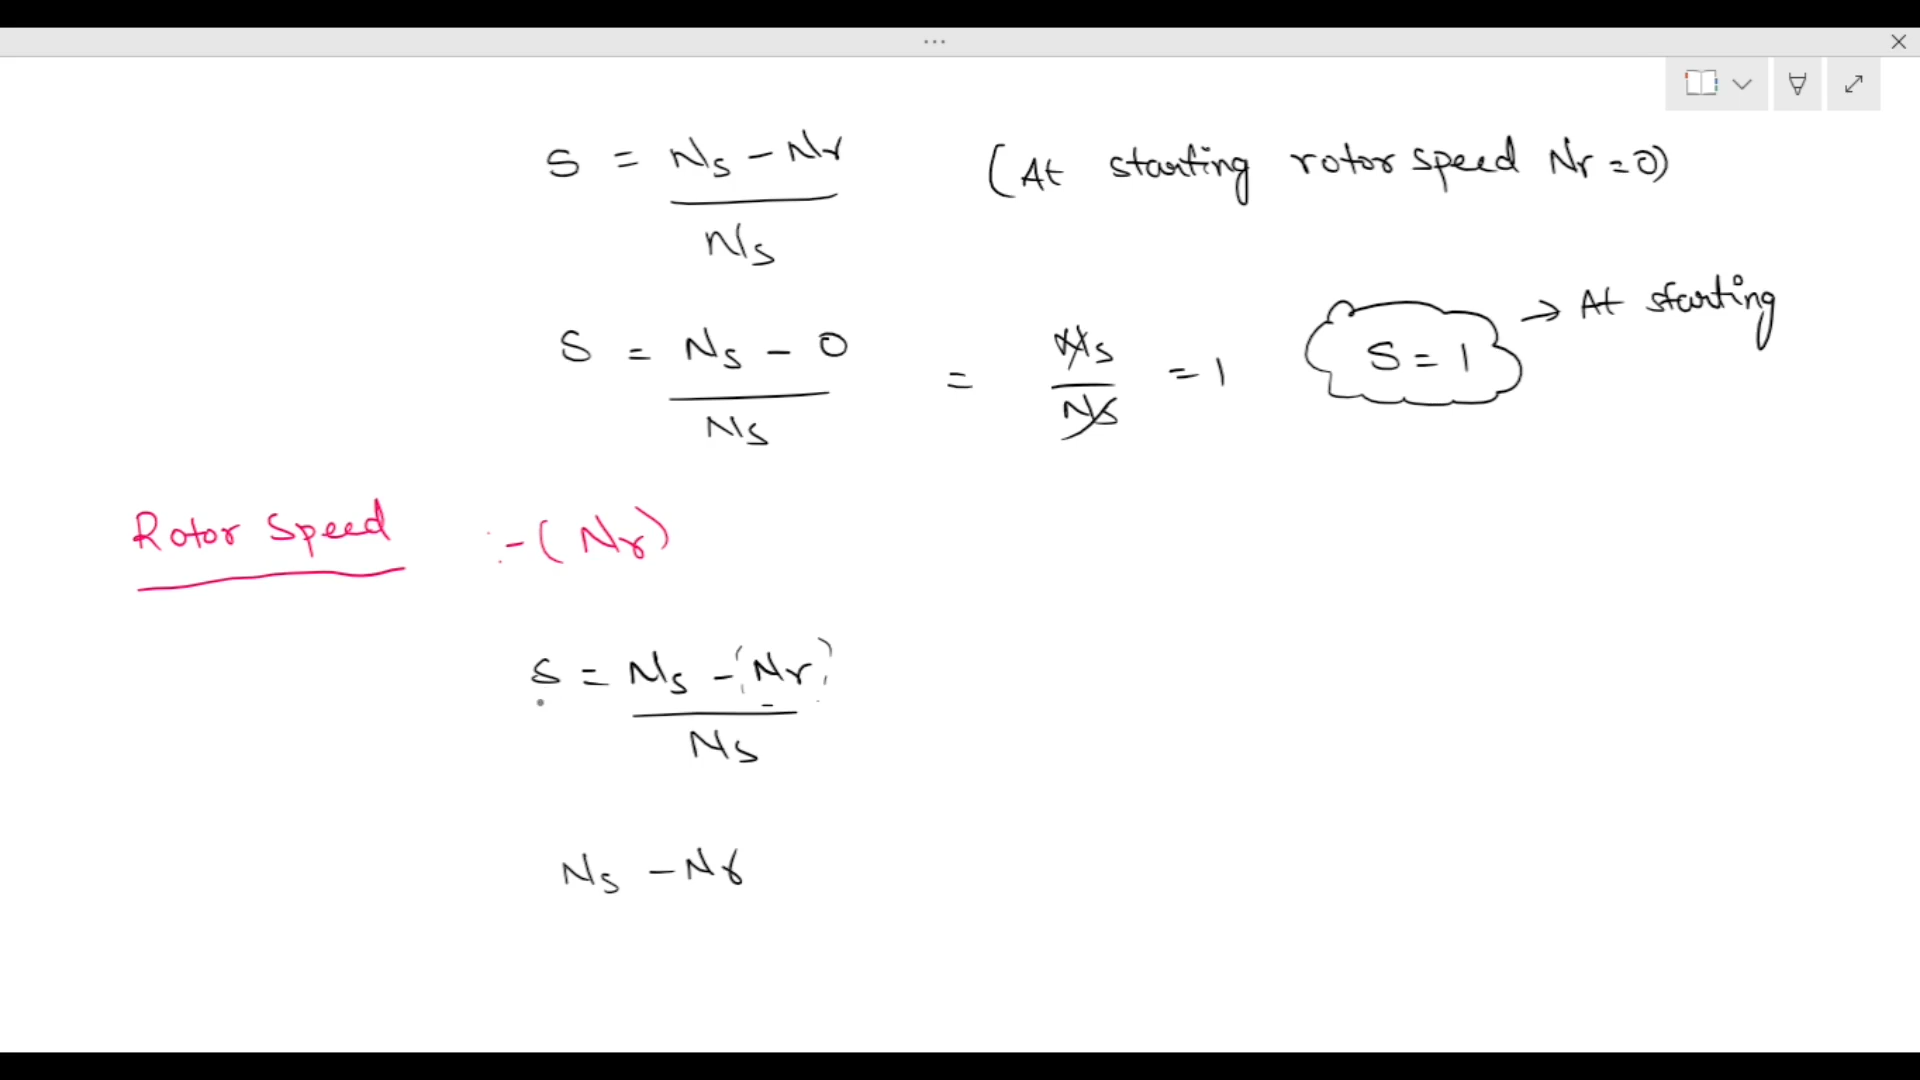 S = Ns - Nr (At starting rotor speed Nr = 0)
Ns
S = Ns - 0 = Ns = 1 S = 1 → At starting
Ns Ns
Rotor Speed :- (Nr)
S = Ns - (Nr)
Ns
Ns - Nr